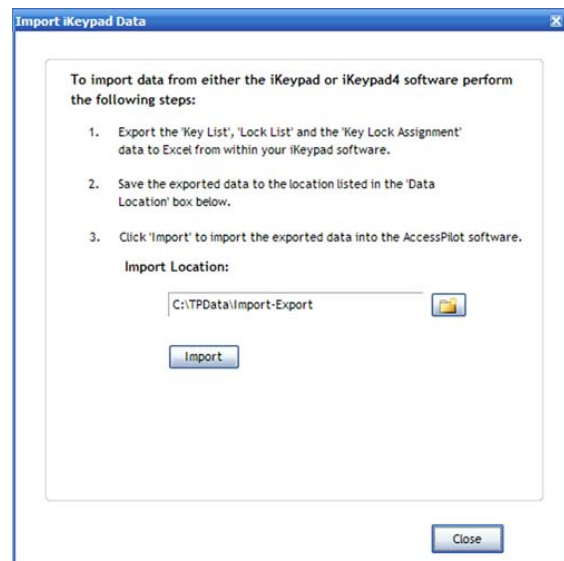 Import iKeypad Data
To import data from either the iKeypad or iKeypad4 software perform
the following steps:
1. Export the 'Key List', 'Lock List' and the 'Key Lock Assignment'
data to Excel from within your iKeypad software.
2. Save the exported data to the location listed in the 'Data
Location' box below.
3. Click 'Import' to import the exported data into the AccessPilot software.
Import Location:
C:\TPData\Import-Export
Import
Close